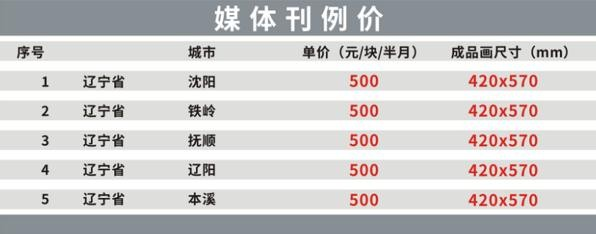 媒体刊例价
序号 城市 单价（元/块/半月） 成品画尺寸（mm）
1 辽宁省 沈阳 500 420x570
2 辽宁省 铁岭 500 420x570
3 辽宁省 抚顺 500 420x570
4 辽宁省 辽阳 500 420x570
5 辽宁省 本溪 500 420x570